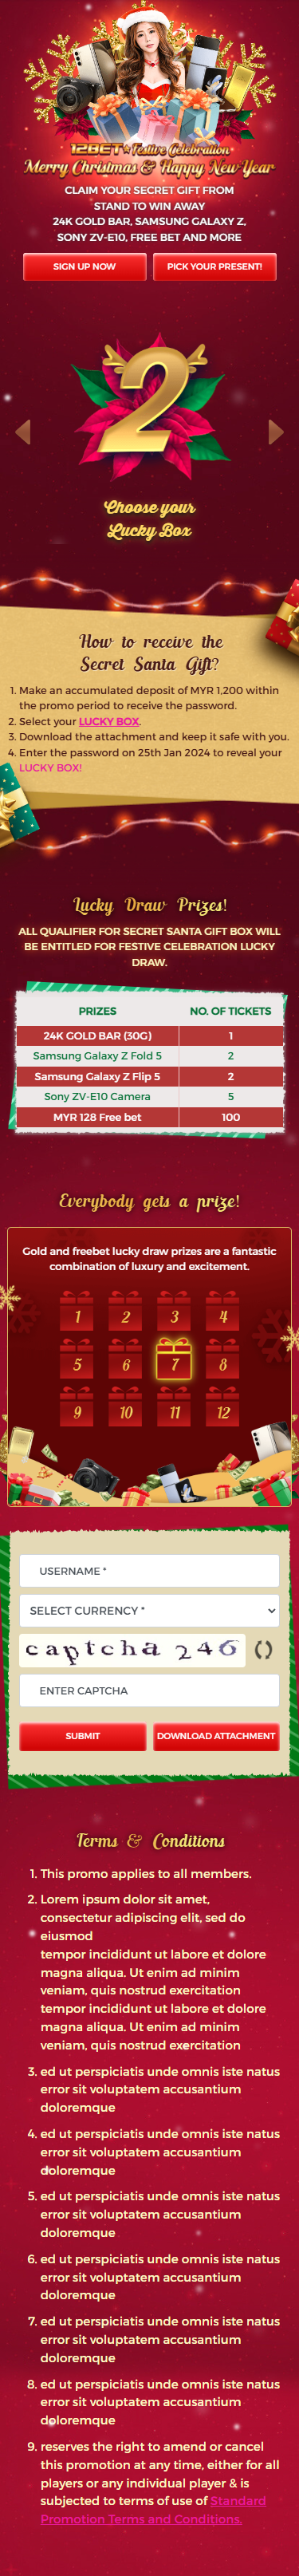 12BET's Festive Celebration
Merry Christmas & Happy New Year
CLAIM YOUR SECRET GIFT FROM
STAND TO WIN AWAY
24K GOLD BAR, SAMSUNG GALAXY Z,
SONY ZV-E10, FREE BET AND MORE
SIGN UP NOW
PICK YOUR PRESENT!
2
Choose your
Lucky Box
How to receive the
Secret Santa Gift?
1. Make an accumulated deposit of MYR 1,200 within
the promo period to receive the password.
2. Select your LUCKY BOX.
3. Download the attachment and keep it safe with you.
4. Enter the password on 25th Jan 2024 to reveal your
LUCKY BOX!
Lucky Draw Prizes!
ALL QUALIFIER FOR SECRET SANTA GIFT BOX WILL
BE ENTITLED FOR FESTIVE CELEBRATION LUCKY
DRAW.
PRIZES NO. OF TICKETS
24K GOLD BAR (30G) 1
Samsung Galaxy Z Fold 5 2
Samsung Galaxy Z Flip 5 2
Sony ZV-E10 Camera 5
MYR 128 Free bet 100
Everybody gets a prize!
Gold and freebet lucky draw prizes are a fantastic
combination of luxury and excitement.
1 2 3 4
5 6 7 8
9 10 11 12
USERNAME *
SELECT CURRENCY *
captcha 246
ENTER CAPTCHA
SUBMIT
DOWNLOAD ATTACHMENT
Terms & Conditions
1. This promo applies to all members.
2. Lorem ipsum dolor sit amet,
consectetur adipiscing elit, sed do
eiusmod
tempor incididunt ut labore et dolore
magna aliqua. Ut enim ad minim
veniam, quis nostrud exercitation
tempor incididunt ut labore et dolore
magna aliqua. Ut enim ad minim
veniam, quis nostrud exercitation
3. ed ut perspiciatis unde omnis iste natus
error sit voluptatem accusantium
doloremque
4. ed ut perspiciatis unde omnis iste natus
error sit voluptatem accusantium
doloremque
5. ed ut perspiciatis unde omnis iste natus
error sit voluptatem accusantium
doloremque
6. ed ut perspiciatis unde omnis iste natus
error sit voluptatem accusantium
doloremque
7. ed ut perspiciatis unde omnis iste natus
error sit voluptatem accusantium
doloremque
8. ed ut perspiciatis unde omnis iste natus
error sit voluptatem accusantium
doloremque
9. reserves the right to amend or cancel
this promotion at any time, either for all
players or any individual player & is
subjected to terms of use of Standard
Promotion Terms and Conditions.